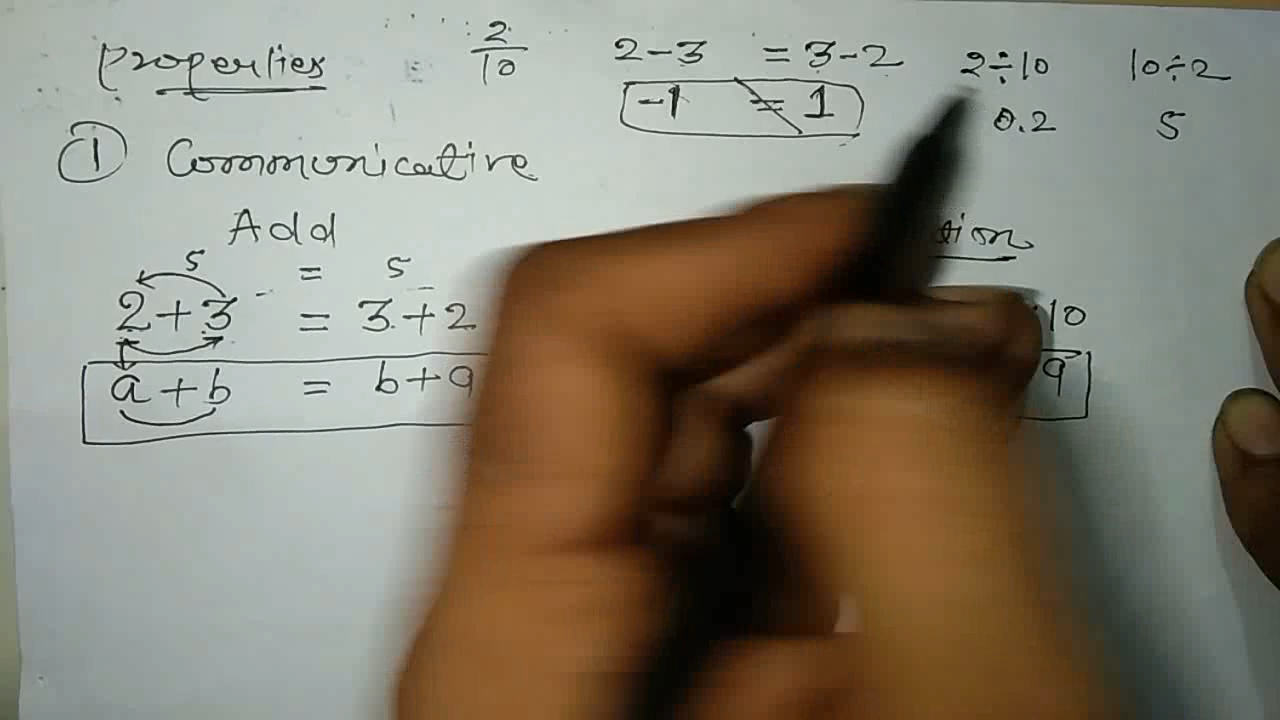 Properties
2/10
2-3 = 3-2
-1 = 1
2÷10 10÷2
0.2 5
① Communicative
Add
5 = 5
2+3 = 3+2
a+b = b+a
10
a